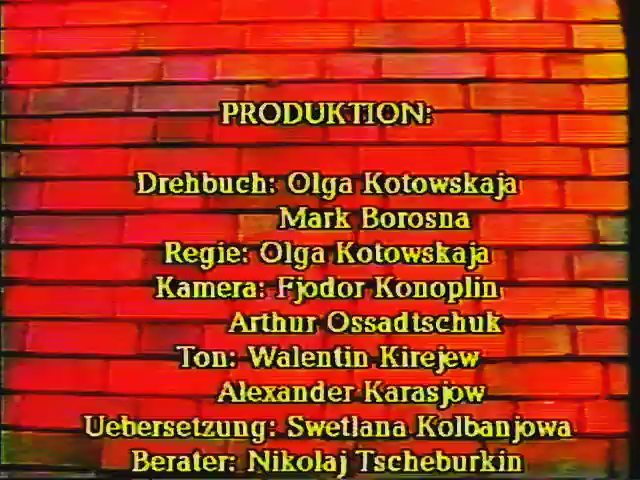 PRODUKTION:
Drehbuch: Olga Kotowskaja
Mark Borosna
Regie: Olga Kotowskaja
Kamera: Fjodor Konoplin
Arthur Ossadtschuk
Ton: Walentin Kirejew
Alexander Karasjow
Uebersetzung: Swetlana Kolbanjowa
Berater: Nikolaj Tscheburkin